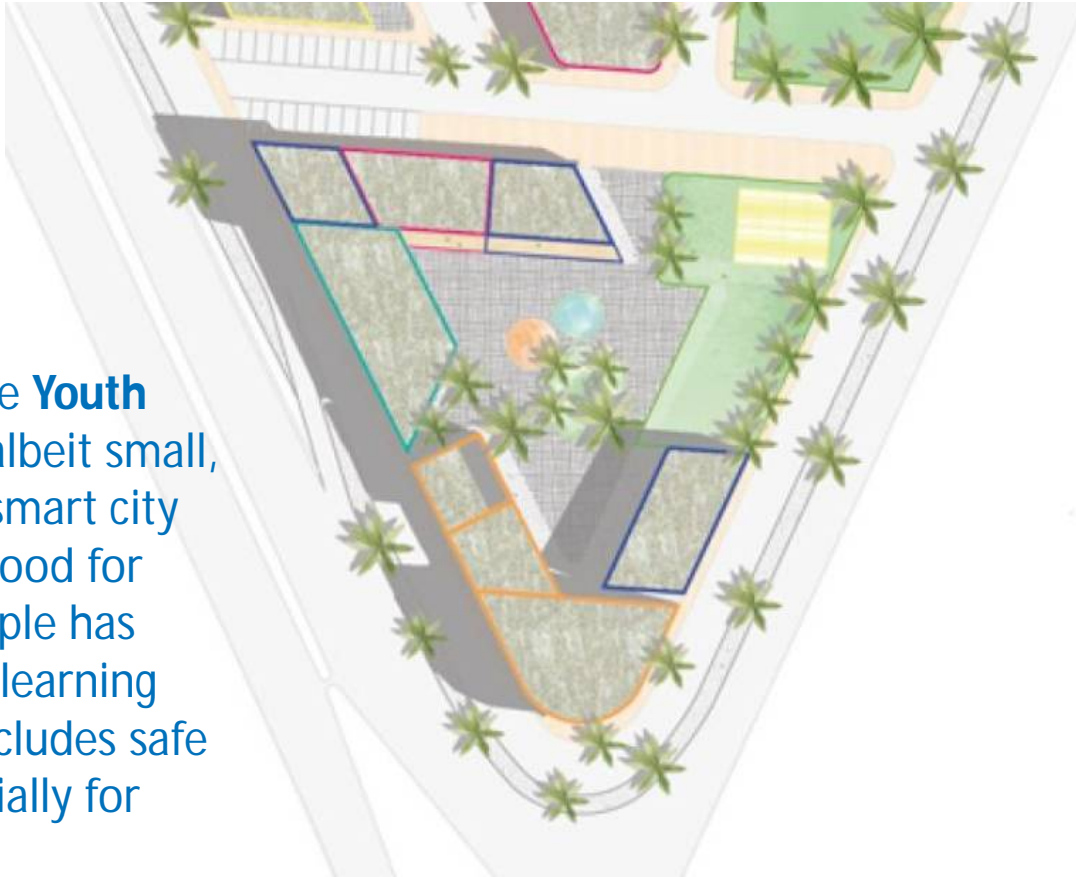 e Youth
albeit small,
smart city
ood for
ple has
learning
cludes safe
ially for